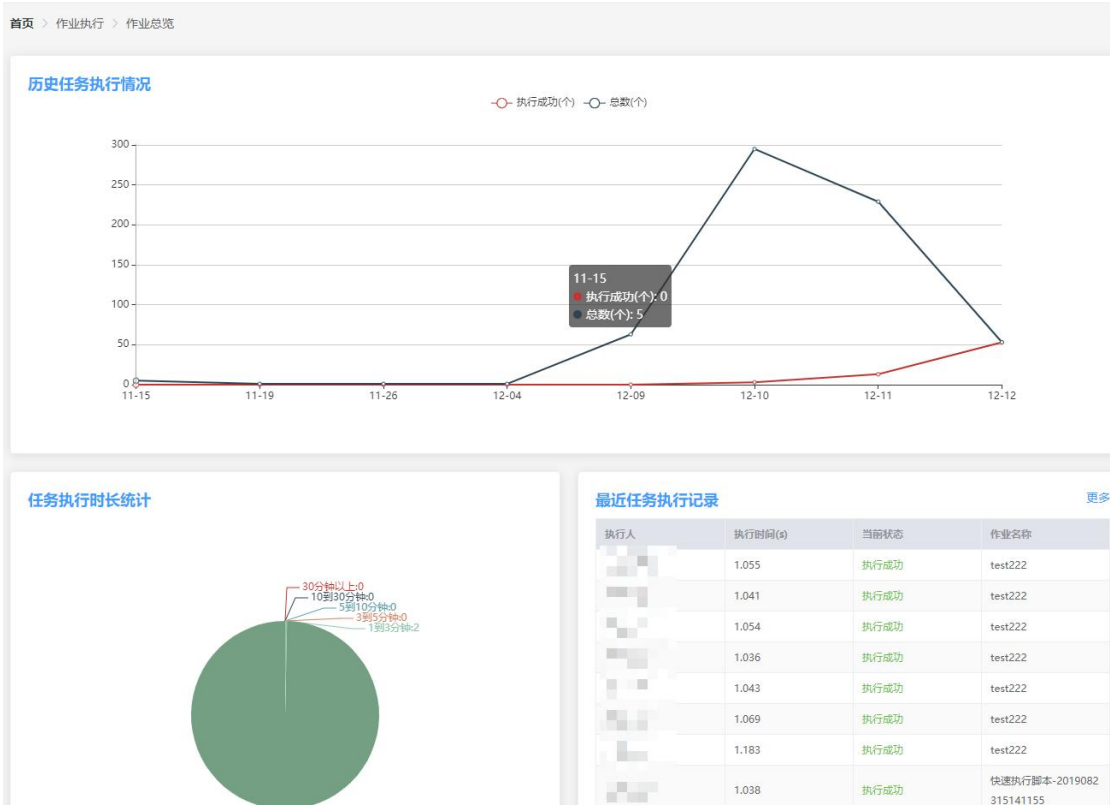 首页 > 作业执行 > 作业总览
历史任务执行情况
执行成功(个) 总数(个)
300
250
200
150
100
50
0
11-15
执行成功(个): 0
总数(个): 5
11-15 11-19 11-26 12-04 12-09 12-10 12-11 12-12
任务执行时长统计
30分钟以上:0
10到30分钟:0
5到10分钟:0
3到5分钟:0
1到3分钟:2
最近任务执行记录 更多
执行人 执行时间(s) 当前状态 作业名称
1.055 执行成功 test222
1.041 执行成功 test222
1.054 执行成功 test222
1.036 执行成功 test222
1.043 执行成功 test222
1.069 执行成功 test222
1.183 执行成功 test222
1.038 执行成功 快速执行脚本-2019082
315141155